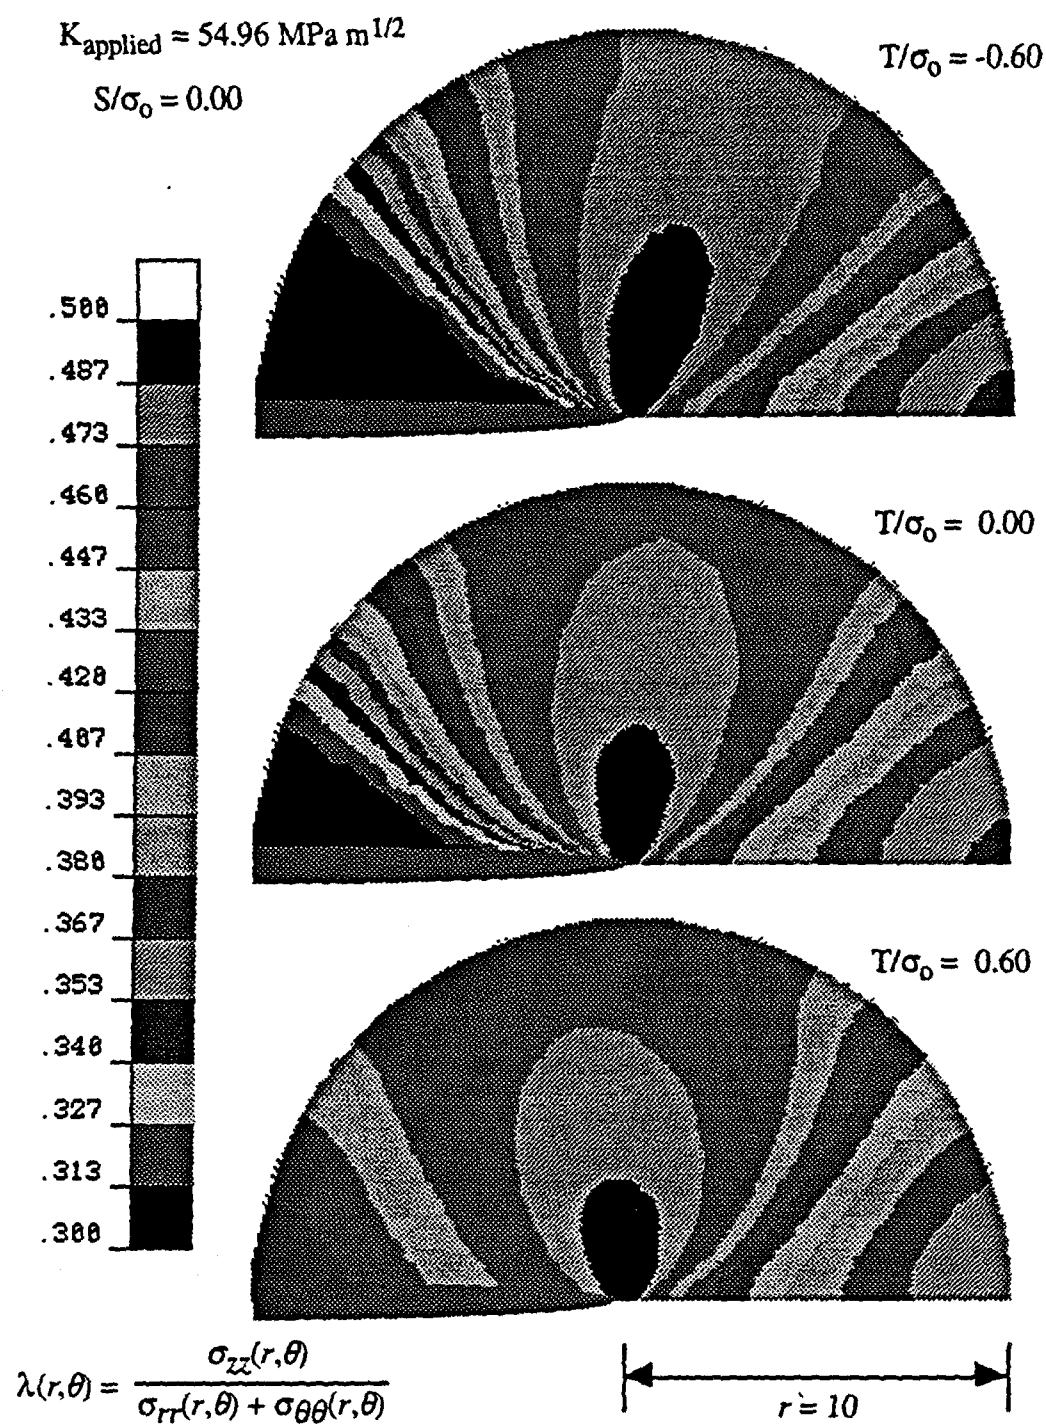 K_applied = 54.96 MPa m^1/2
S/σ_o = 0.00
T/σ_o = -0.60
.500
.487
.473
.460
.447
.433
.420
.407
.393
.380
.367
.353
.340
.327
.313
.300
T/σ_o = 0.00
T/σ_o = 0.60
λ(r,θ) = σ_zz(r,θ) / σ_rr(r,θ) + σ_θθ(r,θ)
r = 10